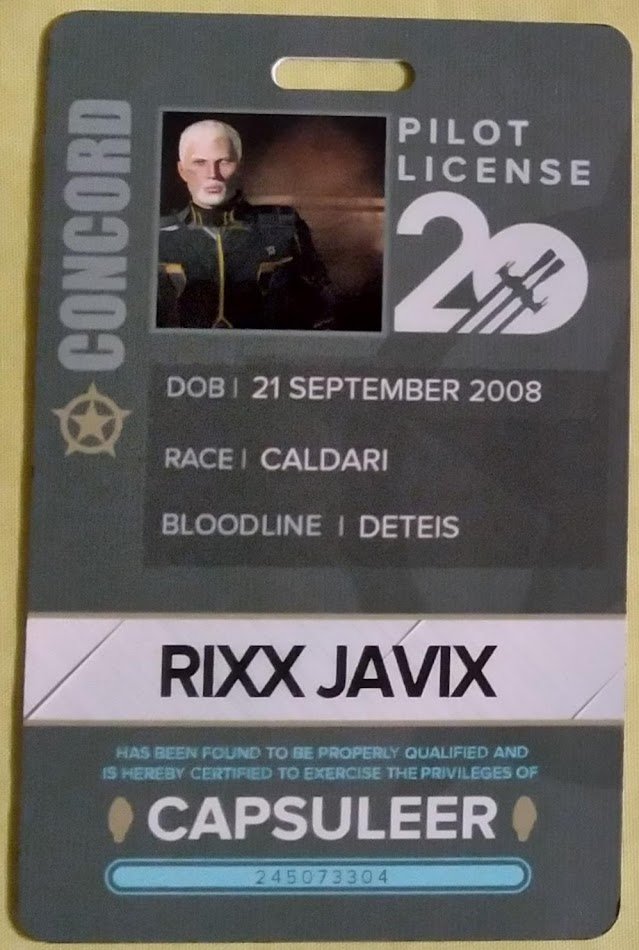 CONCORD
PILOT
LICENSE
20
DOB | 21 SEPTEMBER 2008
RACE | CALDARI
BLOODLINE | DETEIS
RIXX JAVIX
HAS BEEN FOUND TO BE PROPERLY QUALIFIED AND
IS HEREBY CERTIFIED TO EXERCISE THE PRIVILEGES OF
CAPSULEER
245073304